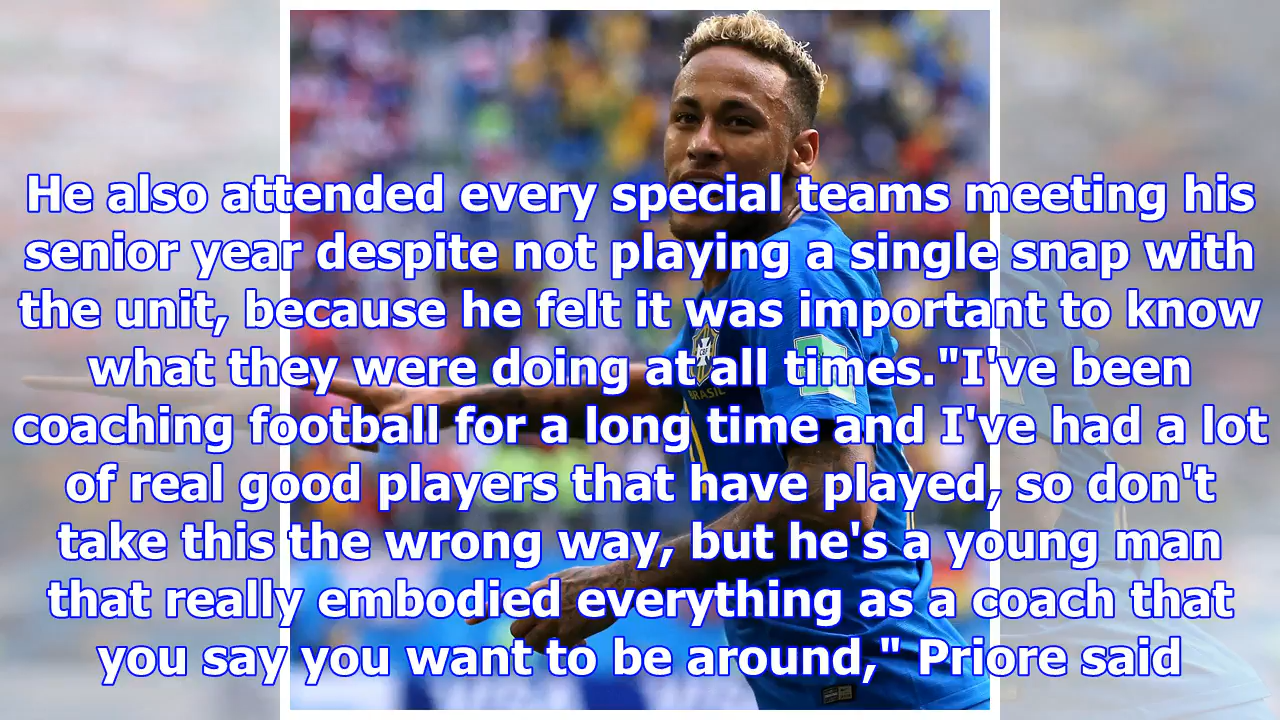 He also attended every special teams meeting his
senior year despite not playing a single snap with
the unit, because he felt it was important to know
what they were doing at all times."I've been
coaching football for a long time and I've had a lot
of real good players that have played, so don't
take this the wrong way, but he's a young man
that really embodied everything as a coach that
you say you want to be around," Priore said
BRASIL